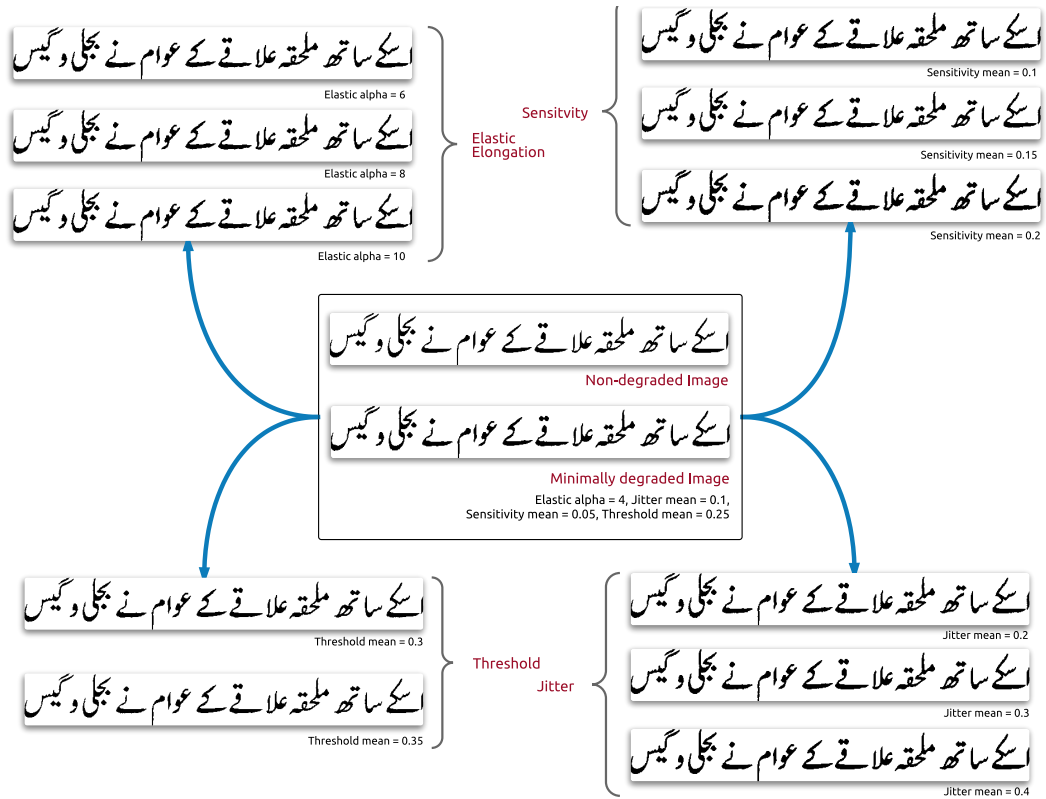 اسکے ساتھ ملحقہ علاقے کے عوام نے بجلی و گیس
Elastic alpha = 6
اسکے ساتھ ملحقہ علاقے کے عوام نے بجلی و گیس
Elastic alpha = 8
اسکے ساتھ ملحقہ علاقے کے عوام نے بجلی و گیس
Elastic alpha = 10
Elastic
Elongation
Sensitvity
اسکے ساتھ ملحقہ علاقے کے عوام نے بجلی و گیس
Sensitivity mean = 0.1
اسکے ساتھ ملحقہ علاقے کے عوام نے بجلی و گیس
Sensitivity mean = 0.15
اسکے ساتھ ملحقہ علاقے کے عوام نے بجلی و گیس
Sensitivity mean = 0.2
اسکے ساتھ ملحقہ علاقے کے عوام نے بجلی و گیس
Non-degraded Image
اسکے ساتھ ملحقہ علاقے کے عوام نے بجلی و گیس
Minimally degraded Image
Elastic alpha = 4, Jitter mean = 0.1,
Sensitivity mean = 0.05, Threshold mean = 0.25
اسکے ساتھ ملحقہ علاقے کے عوام نے بجلی و گیس
Threshold mean = 0.3
اسکے ساتھ ملحقہ علاقے کے عوام نے بجلی و گیس
Threshold mean = 0.35
Threshold
Jitter
اسکے ساتھ ملحقہ علاقے کے عوام نے بجلی و گیس
Jitter mean = 0.2
اسکے ساتھ ملحقہ علاقے کے عوام نے بجلی و گیس
Jitter mean = 0.3
اسکے ساتھ ملحقہ علاقے کے عوام نے بجلی و گیس
Jitter mean = 0.4